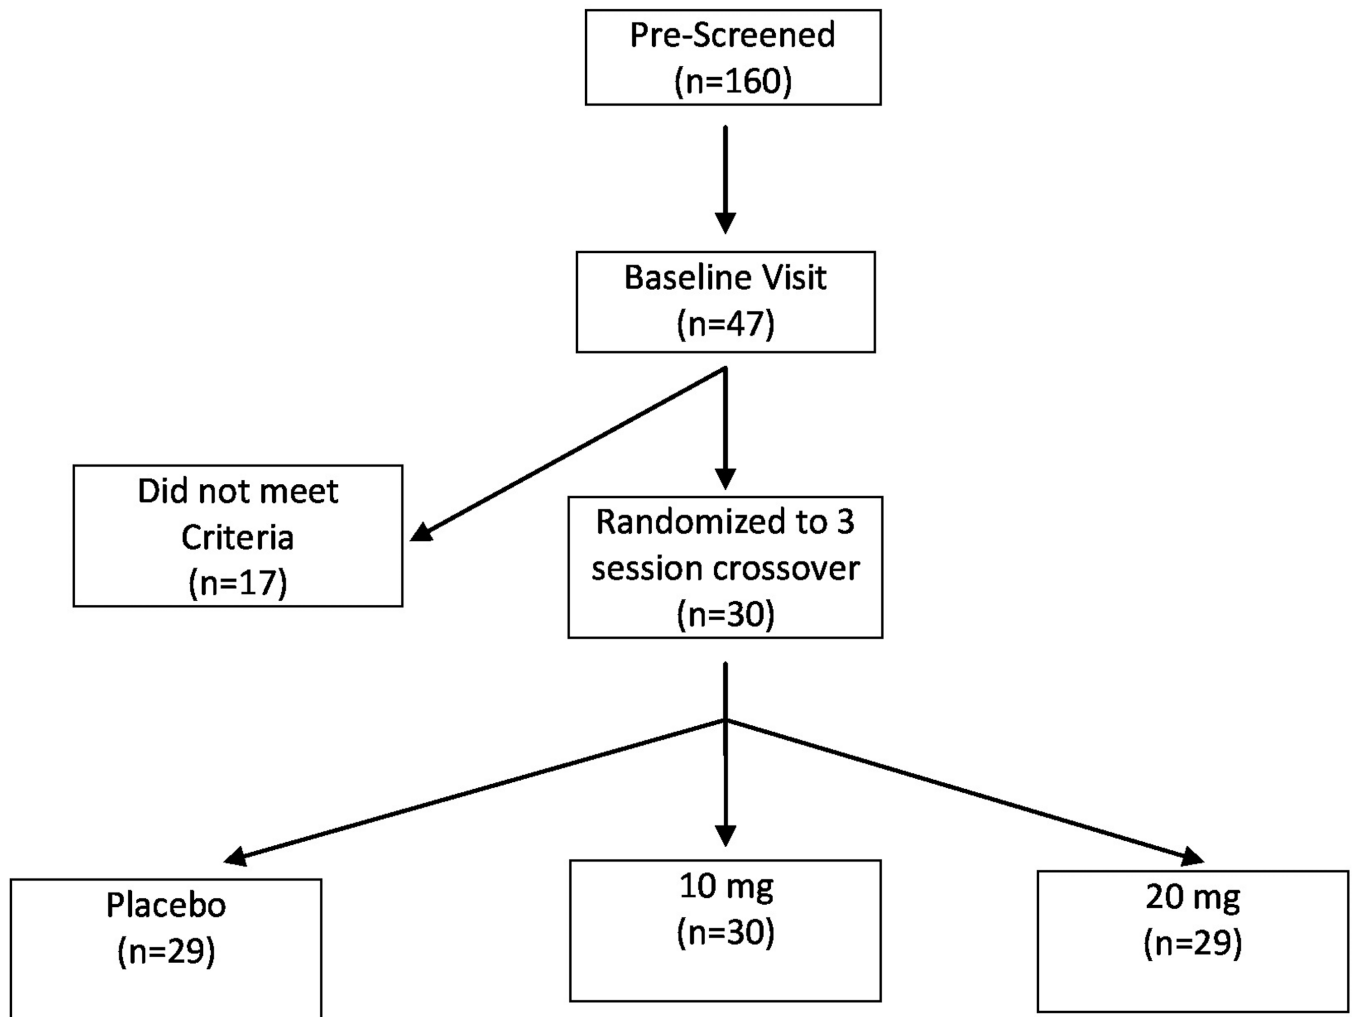 Pre-Screened
(n=160)
Baseline Visit
(n=47)
Did not meet
Criteria
(n=17)
Randomized to 3
session crossover
(n=30)
Placebo
(n=29)
10 mg
(n=30)
20 mg
(n=29)